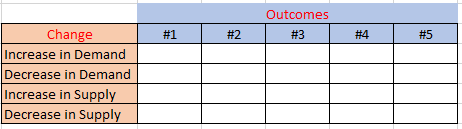 Outcomes
Change #1 #2 #3 #4 #5
Increase in Demand
Decrease in Demand
Increase in Supply
Decrease in Supply